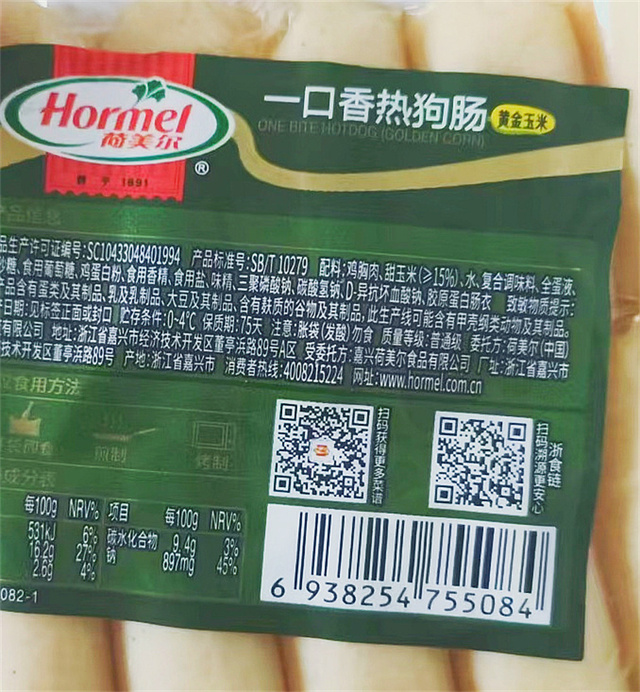 Hormel
荷美尔
®
1891
一口香热狗肠 黄金玉米
ONE BITE HOTDOG (GOLDEN CORN)
品生产许可证编号:SC10433048401994 产品标准号:SB/T 10279 配料:鸡胸肉、甜玉米(≥15%)、水、复合调味料、全蛋液、
砂糖、食用葡萄糖、鸡蛋白粉、食用香精、食用盐、味精、三聚磷酸钠、碳酸氢钠、D-异抗坏血酸钠、胶原蛋白肠衣 致敏物质提示:
产品含有蛋类及其制品、乳及乳制品、大豆及其制品、含有麸质的谷物及其制品,此生产线可能含有甲壳纲类动物及其制品。
日期:见标签正面或封口 贮存条件:0-4℃ 保质期:75天 注意:胀袋(发酸)勿食 质量等级:普通级 委托方:荷美尔(中国)
有限公司 地址:浙江省嘉兴市经济技术开发区董亭浜路89号A区 受委托方:嘉兴荷美尔食品有限公司 厂址:浙江省嘉兴市
技术开发区董亭浜路89号 产地:浙江省嘉兴市 消费者热线:4008215224 网址:www.hormel.com.cn
食用方法
煎制
烤制
扫码获得更多菜谱
浙食链
扫码溯源更安心
成分表
每100g NRV% 项目 每100g NRV%
531kJ 6% 碳水化合物 9.4g 3%
16.2g 27% 钠 897mg 45%
2.6g 4%
082-1
6 938254 755084